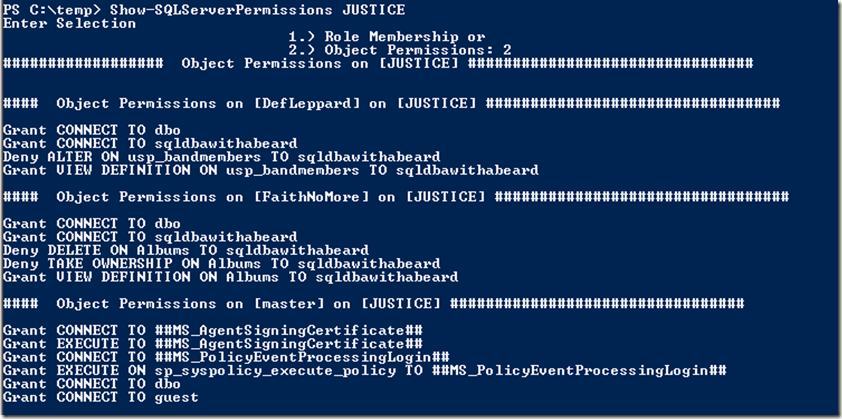 PS C:\temp> Show-SQLServerPermissions JUSTICE
Enter Selection
1.) Role Membership or
2.) Object Permissions: 2
################## Object Permissions on [JUSTICE] ################################
#### Object Permissions on [DefLeppard] on [JUSTICE] #################################
Grant CONNECT TO dbo
Grant CONNECT TO sqldbawithabeard
Deny ALTER ON usp_bandmembers TO sqldbawithabeard
Grant VIEW DEFINITION ON usp_bandmembers TO sqldbawithabeard
#### Object Permissions on [FaithNoMore] on [JUSTICE] #################################
Grant CONNECT TO dbo
Grant CONNECT TO sqldbawithabeard
Deny DELETE ON Albums TO sqldbawithabeard
Deny TAKE OWNERSHIP ON Albums TO sqldbawithabeard
Grant VIEW DEFINITION ON Albums TO sqldbawithabeard
#### Object Permissions on [master] on [JUSTICE] #################################
Grant CONNECT TO ##MS_AgentSigningCertificate##
Grant EXECUTE TO ##MS_AgentSigningCertificate##
Grant CONNECT TO ##MS_PolicyEventProcessingLogin##
Grant EXECUTE ON sp_syspolicy_execute_policy TO ##MS_PolicyEventProcessingLogin##
Grant CONNECT TO dbo
Grant CONNECT TO guest